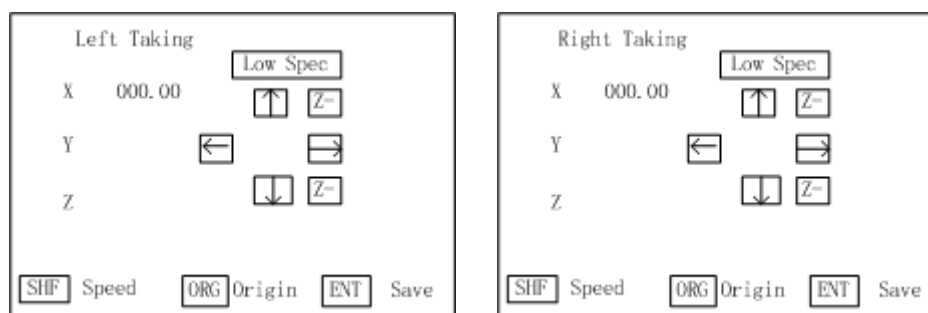 Left Taking
Low Spec
X 000.00 Z-
Y
Z Z-
SHF Speed ORG Origin ENT Save
Right Taking
Low Spec
X 000.00 Z-
Y
Z Z-
SHF Speed ORG Origin ENT Save